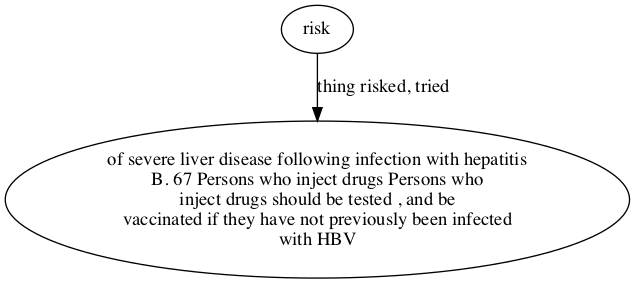 risk
thing risked, tried
of severe liver disease following infection with hepatitis
B. 67 Persons who inject drugs Persons who
inject drugs should be tested , and be
vaccinated if they have not previously been infected
with HBV